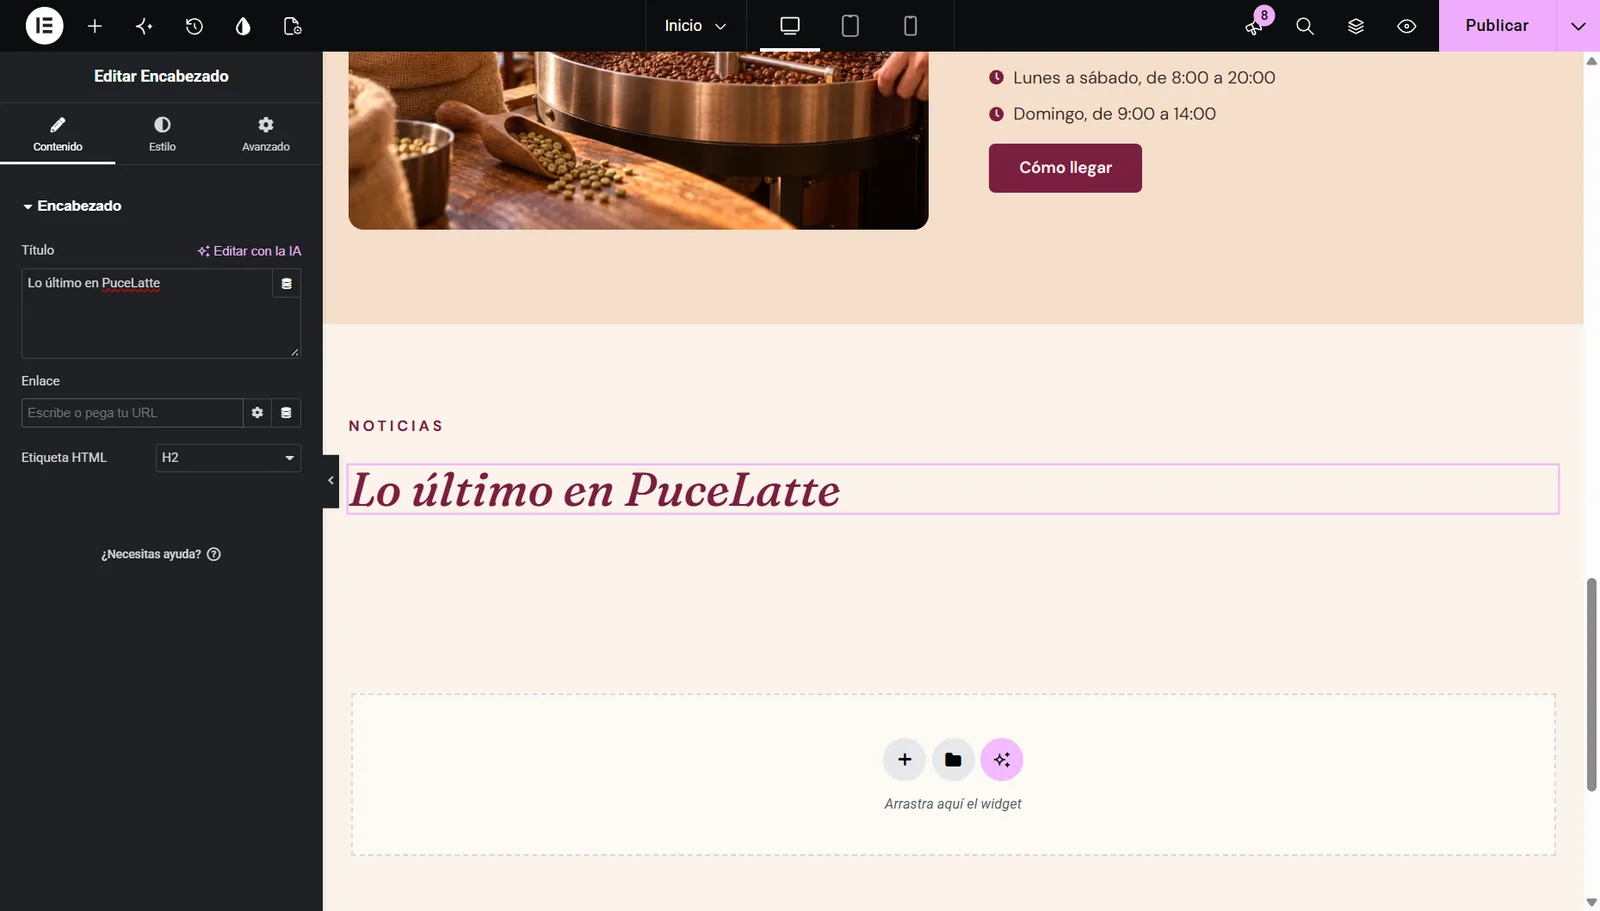 Inicio
8
Publicar
Editar Encabezado
Contenido
Estilo
Avanzado
Encabezado
Título
Editar con la IA
Lo último en PuceLatte
Enlace
Escribe o pega tu URL
Etiqueta HTML
H2
¿Necesitas ayuda?
Lunes a sábado, de 8:00 a 20:00
Domingo, de 9:00 a 14:00
Cómo llegar
NOTICIAS
Lo último en PuceLatte
Arrastra aquí el widget